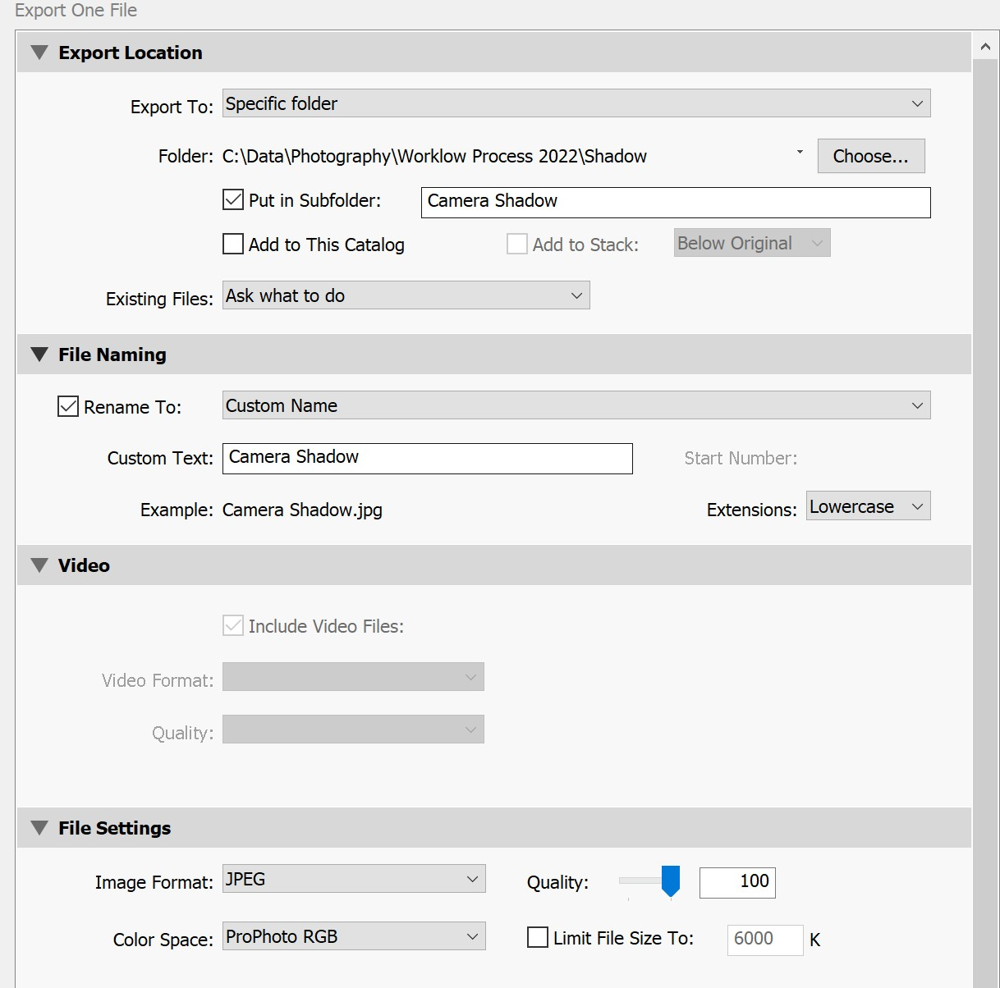 Export One File
Export Location
Export To: Specific folder
Folder: C:\Data\Photography\Worklow Process 2022\Shadow Choose...
Put in Subfolder: Camera Shadow
Add to This Catalog Add to Stack: Below Original
Existing Files: Ask what to do
File Naming
Rename To: Custom Name
Custom Text: Camera Shadow Start Number:
Example: Camera Shadow.jpg Extensions: Lowercase
Video
Include Video Files:
Video Format:
Quality:
File Settings
Image Format: JPEG Quality: 100
Color Space: ProPhoto RGB Limit File Size To: 6000 K